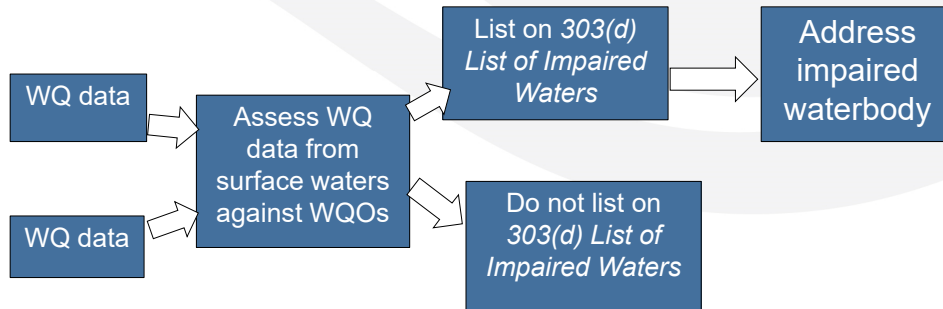 WQ data
WQ data
Assess WQ
data from
surface waters
against WQOs
List on 303(d)
List of Impaired
Waters
Do not list on
303(d) List of
Impaired Waters
Address
impaired
waterbody